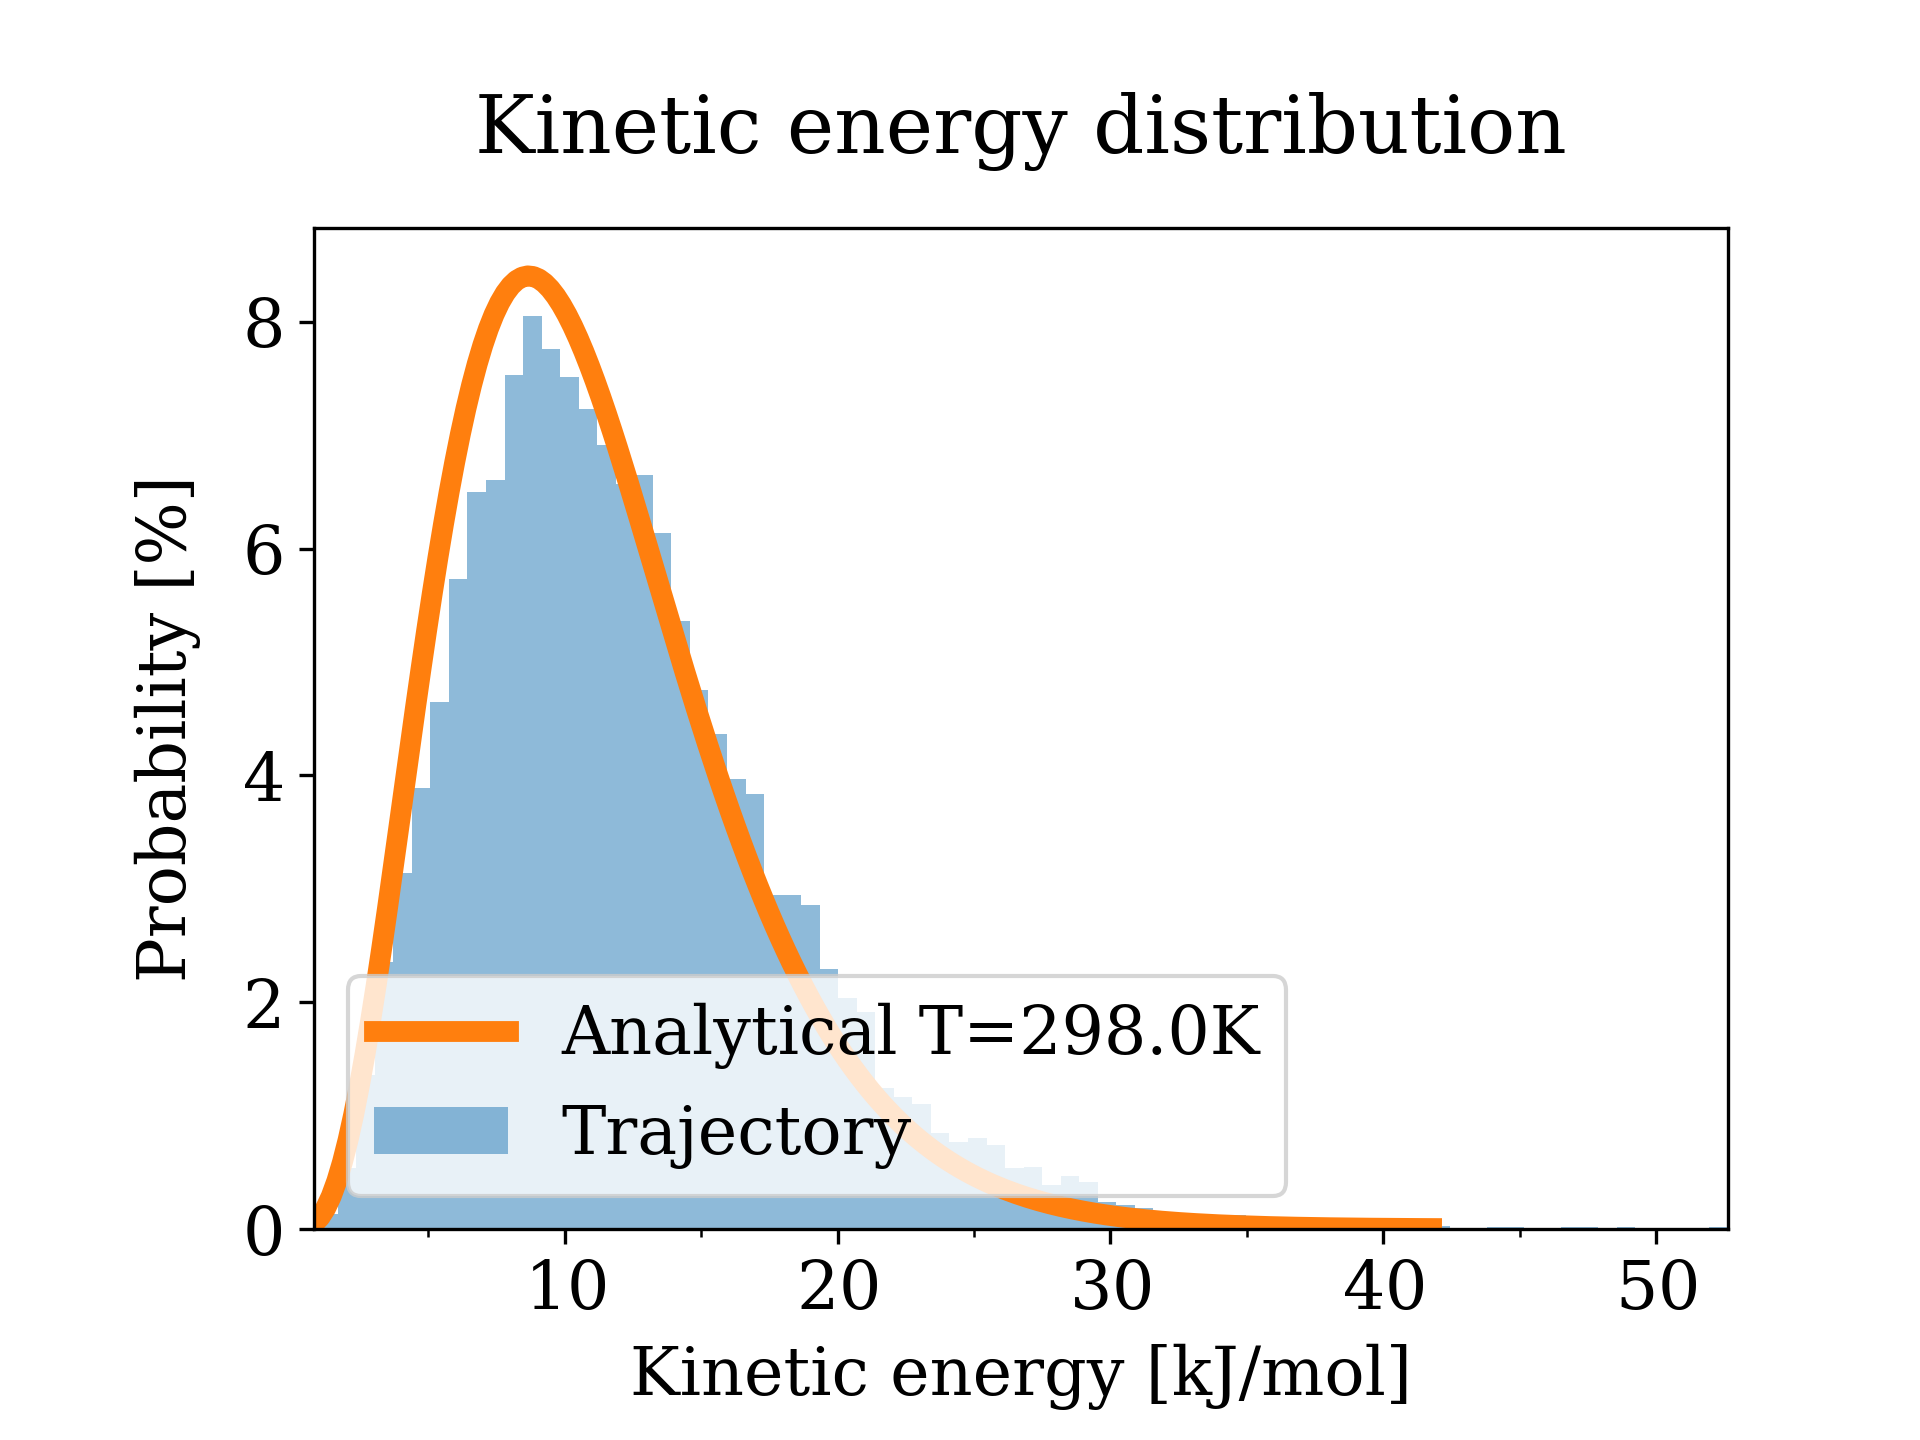 Kinetic energy distribution
Probability [%]
8
6
4
2
0
Analytical T=298.0K
Trajectory
10 20 30 40 50
Kinetic energy [kJ/mol]